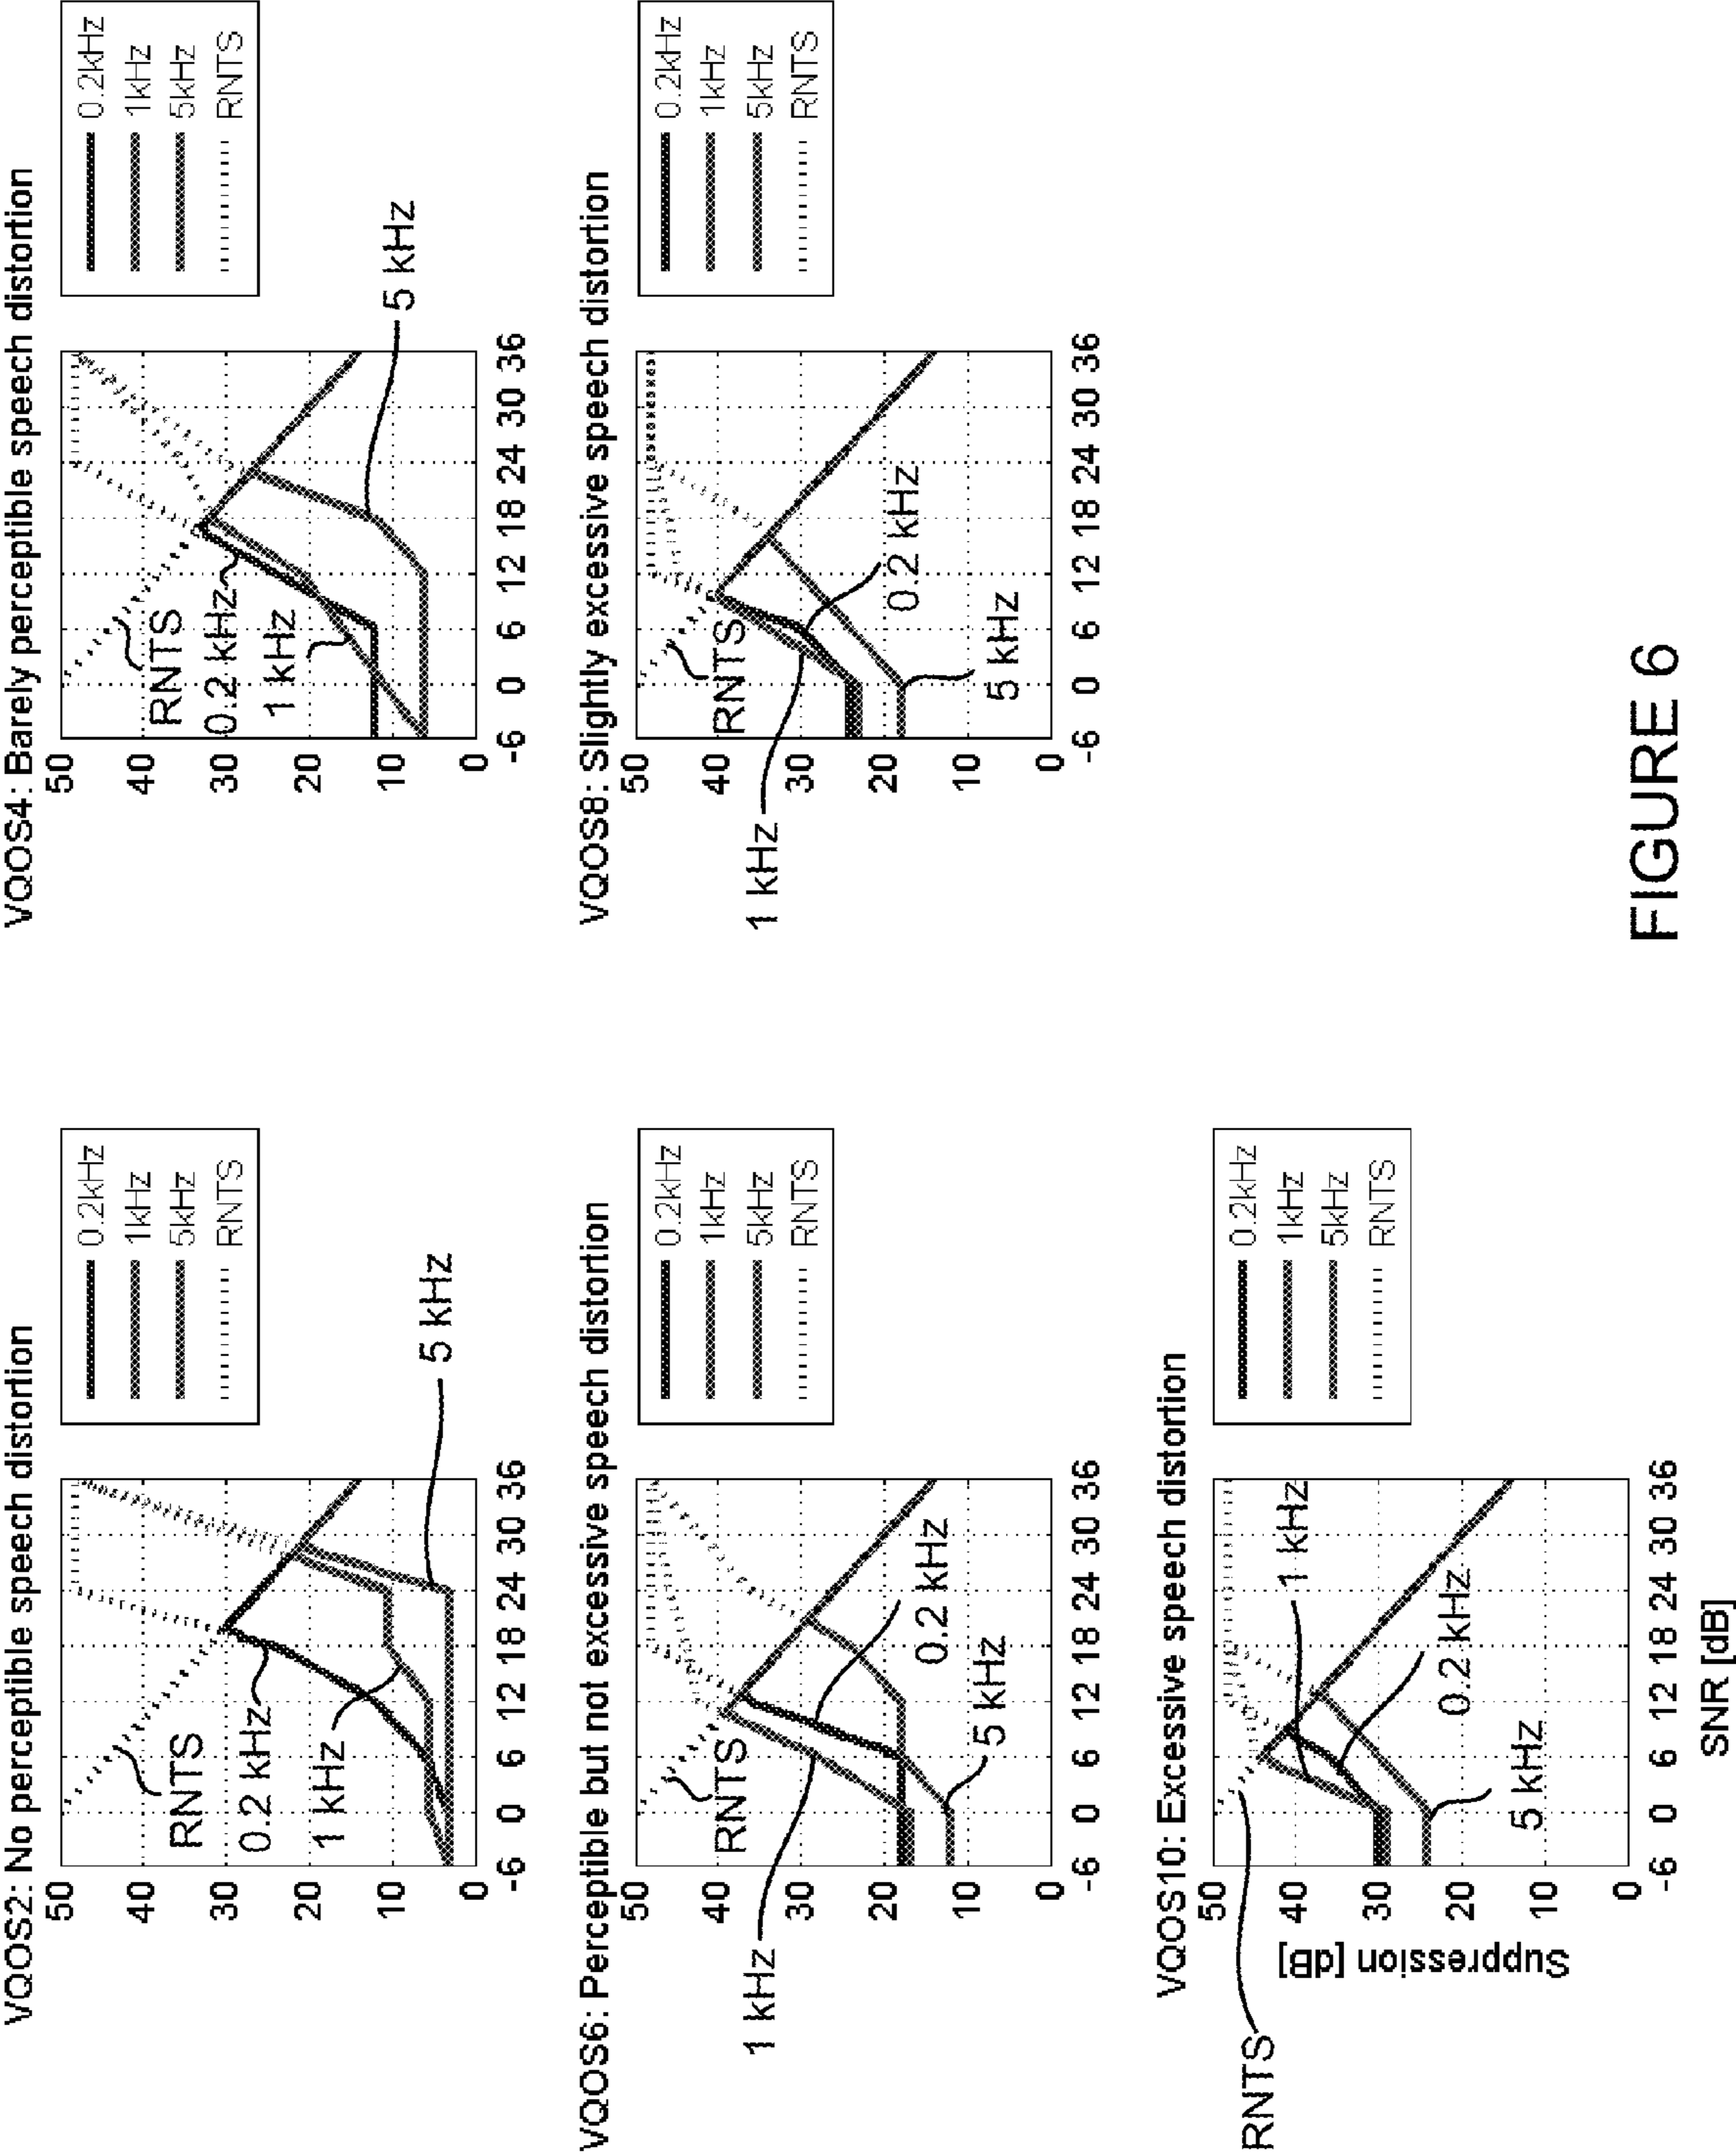 VQOS2: No perceptible speech distortion
50
40
30
20
10
0
-6 0 6 12 18 24 30 36
RNTS
0.2 kHz
1 kHz
5 kHz
0.2kHz
1kHz
5kHz
RNTS
VQOS4: Barely perceptible speech distortion
50
40
30
20
10
0
-6 0 6 12 18 24 30 36
RNTS
0.2 kHz
1 kHz
5 kHz
0.2kHz
1kHz
5kHz
RNTS
VQOS6: Perceptible but not excessive speech distortion
50
40
30
20
10
0
-6 0 6 12 18 24 30 36
RNTS
1 kHz
0.2 kHz
5 kHz
0.2kHz
1kHz
5kHz
RNTS
VQOS8: Slightly excessive speech distortion
50
40
30
20
10
0
-6 0 6 12 18 24 30 36
RNTS
1 kHz
0.2 kHz
5 kHz
0.2kHz
1kHz
5kHz
RNTS
VQOS10: Excessive speech distortion
50
40
30
20
10
0
-6 0 6 12 18 24 30 36
Suppression [dB]
SNR [dB]
RNTS
1 kHz
0.2 kHz
5 kHz
0.2kHz
1kHz
5kHz
RNTS
FIGURE 6